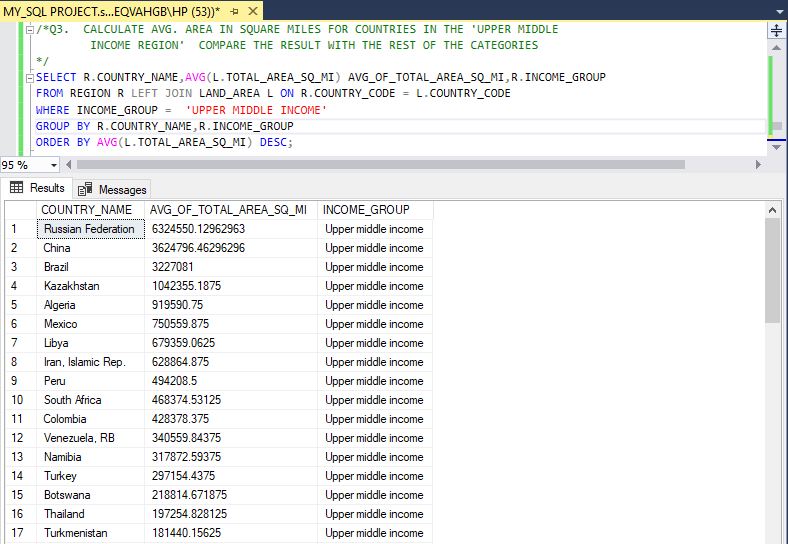 MY_SQL PROJECT.s...EQVAHGB\HP (53))*
/*Q3. CALCULATE AVG. AREA IN SQUARE MILES FOR COUNTRIES IN THE 'UPPER MIDDLE
INCOME REGION' COMPARE THE RESULT WITH THE REST OF THE CATEGORIES
*/
SELECT R.COUNTRY_NAME,AVG(L.TOTAL_AREA_SQ_MI) AVG_OF_TOTAL_AREA_SQ_MI,R.INCOME_GROUP
FROM REGION R LEFT JOIN LAND_AREA L ON R.COUNTRY_CODE = L.COUNTRY_CODE
WHERE INCOME_GROUP = 'UPPER MIDDLE INCOME'
GROUP BY R.COUNTRY_NAME,R.INCOME_GROUP
ORDER BY AVG(L.TOTAL_AREA_SQ_MI) DESC;
95 %
Results Messages
COUNTRY_NAME AVG_OF_TOTAL_AREA_SQ_MI INCOME_GROUP
1 Russian Federation 6324550.12962963 Upper middle income
2 China 3624796.46296296 Upper middle income
3 Brazil 3227081 Upper middle income
4 Kazakhstan 1042355.1875 Upper middle income
5 Algeria 919590.75 Upper middle income
6 Mexico 750559.875 Upper middle income
7 Libya 679359.0625 Upper middle income
8 Iran, Islamic Rep. 628864.875 Upper middle income
9 Peru 494208.5 Upper middle income
10 South Africa 468374.53125 Upper middle income
11 Colombia 428378.375 Upper middle income
12 Venezuela, RB 340559.84375 Upper middle income
13 Namibia 317872.59375 Upper middle income
14 Turkey 297154.4375 Upper middle income
15 Botswana 218814.671875 Upper middle income
16 Thailand 197254.828125 Upper middle income
17 Turkmenistan 181440.15625 Upper middle income